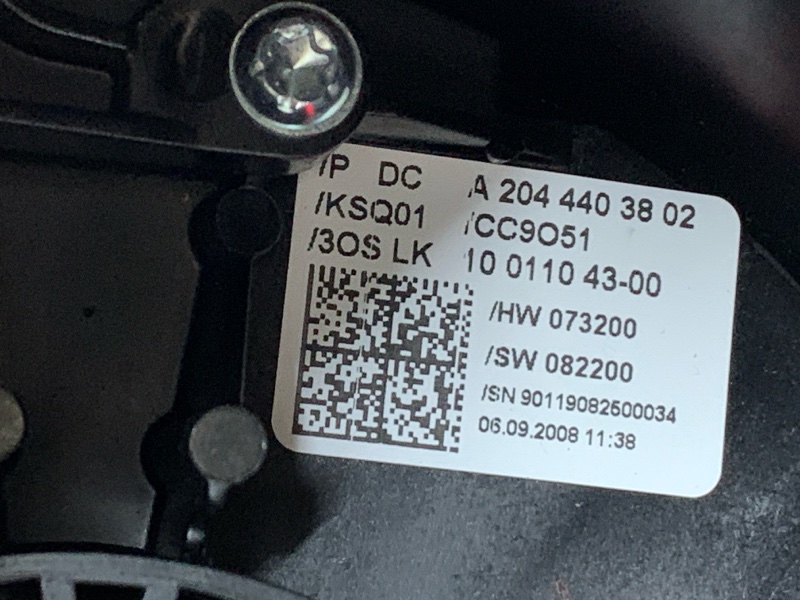 /P DC A 204 440 38 02
/KSQ01 /CC9O51
/3OS LK 10 0110 43-00
/HW 073200
/SW 082200
/SN 90119082500034
06.09.2008 11:38